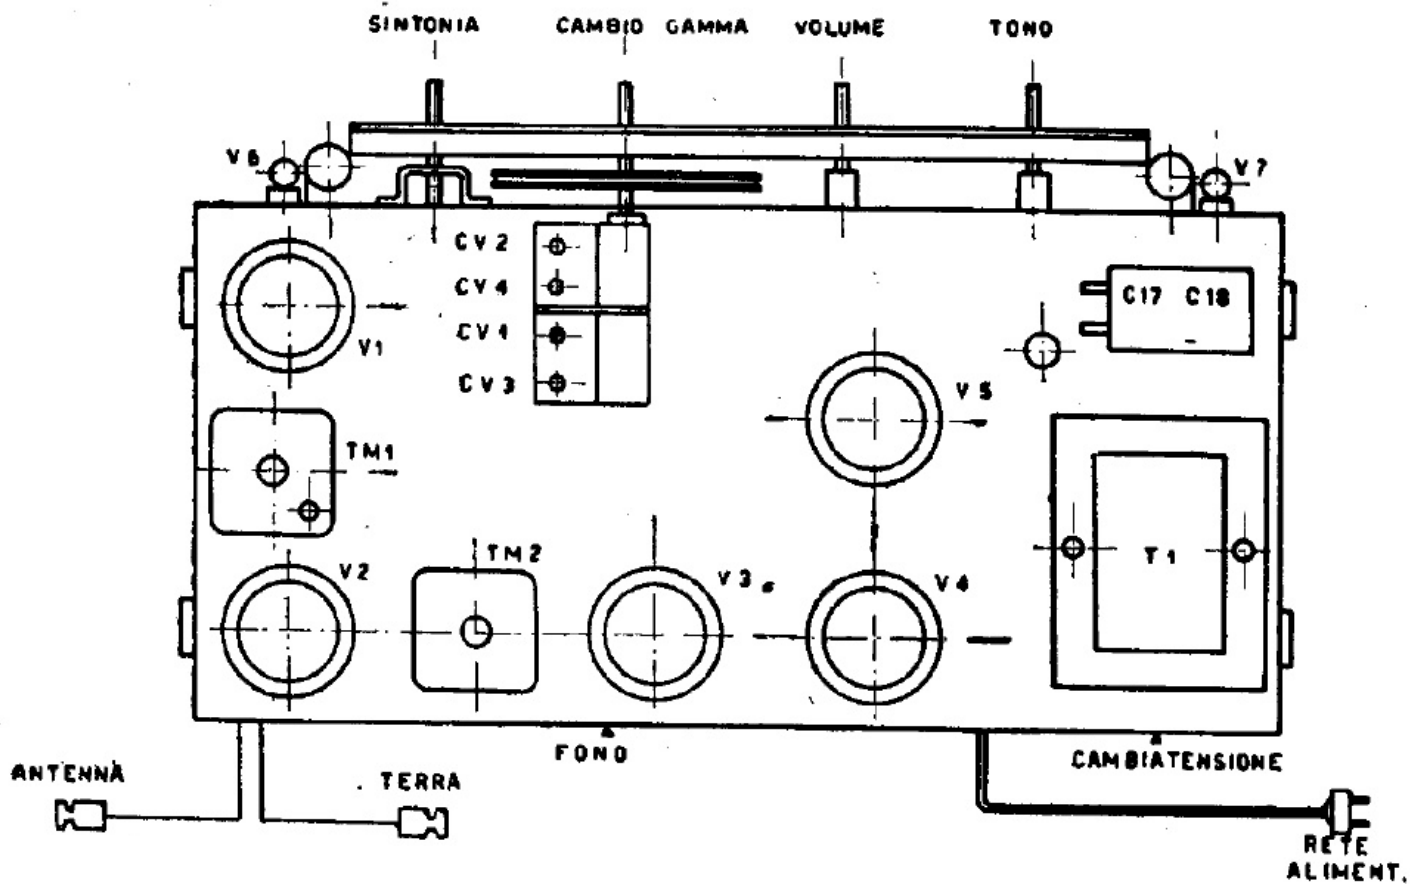 SINTONIA CAMBIO GAMMA VOLUME TONO
V6 V7
CV2
CV4 C17 C18
CV1
V1
CV3 V5
TM1
TM2 T1
V2 V3 V4
FONO
CAMBIATENSIONE
ANTENNA
TERRA
RETE
ALIMENT.